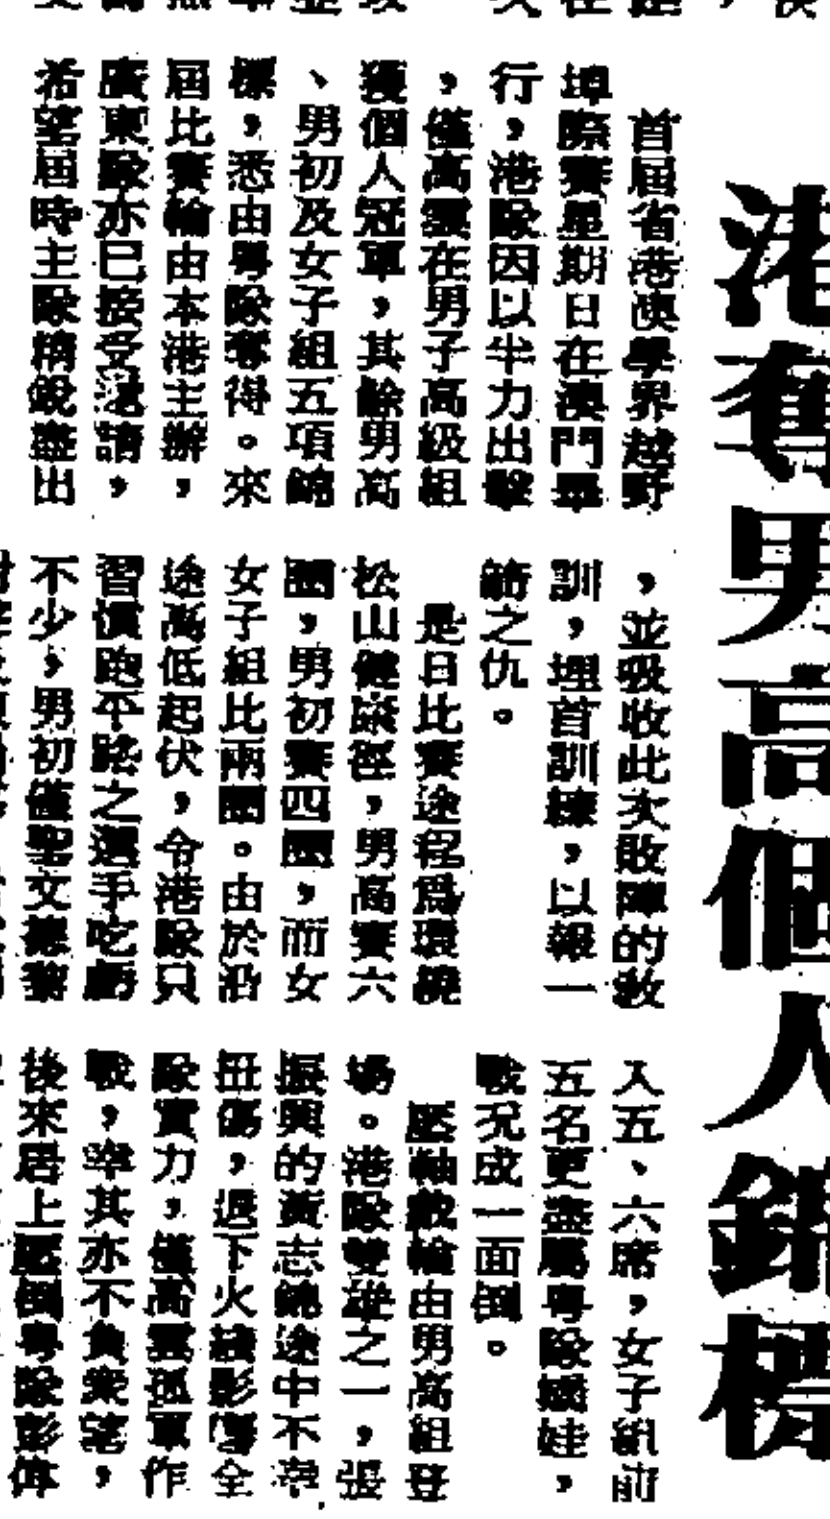 港奪男高個人錦標
首屆省港澳學界越野
埠際賽星期日在澳門舉
行,港隊因以半力出擊
,僅高雲在男子高級組
獲個人冠軍,其餘男高
、男初及女子組五項錦
標,悉由粤隊奪得。來
屆比賽輪由本港主辦,
廣東隊亦已接受邀請,
希望屆時主隊精銳盡出
,並吸收此次敗陣的教
訓,埋首訓練,以報一
箭之仇。
是日比賽途程爲環繞
松山健康徑,男高賽六
圈,男初賽四圈,而女
女子組比兩圈。由於沿
途高低起伏,令港隊只
習慣跑平路之選手吃虧
不少,男初僅聖文德黎
入五、六席,女子組前
五名更盡屬粤隊嬌娃,
戰况成一面倒。
壓軸戲輪由男高組登
場。港隊雙雄之一,張
振興的黃志錦途中不幸
扭傷,退下火綫影響全
隊實力,僅高雲孤軍作
戰,幸其亦不負衆望,
後來居上壓倒粤隊彭偉